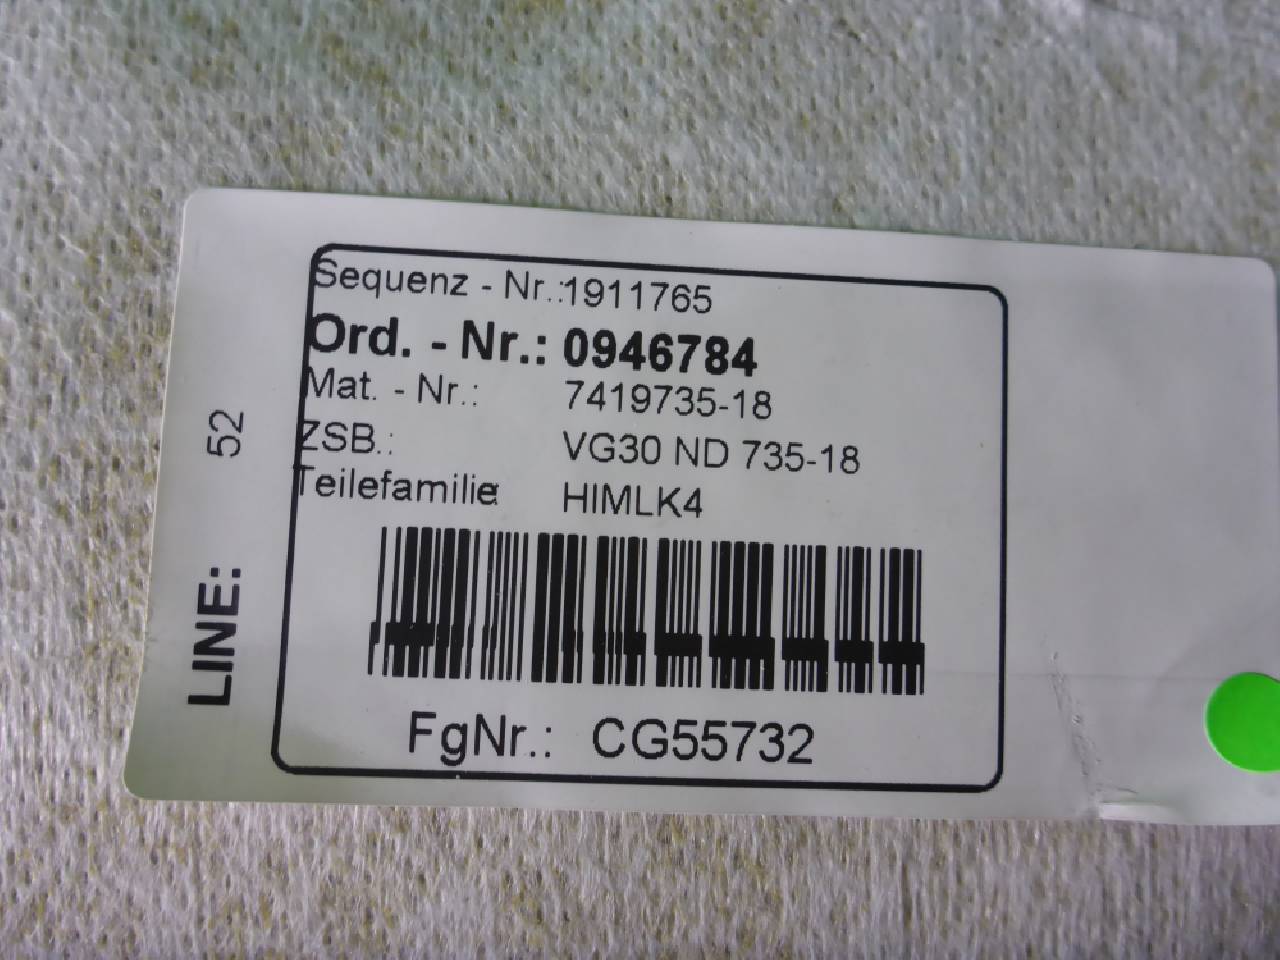 Sequenz - Nr.:1911765
Ord. - Nr.: 0946784
Mat. - Nr.: 7419735-18
ZSB.: VG30 ND 735-18
Teilefamilie: HIMLK4
FgNr.: CG55732
LINE: 52